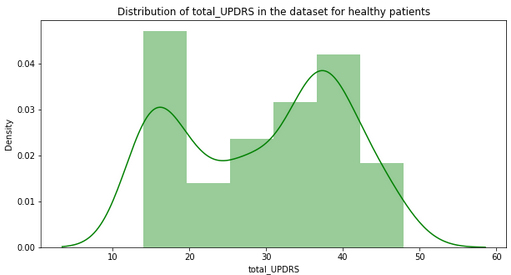 Distribution of total_UPDRS in the dataset for healthy patients
Density
0.04
0.03
0.02
0.01
0.00
10 20 30 40 50 60
total_UPDRS